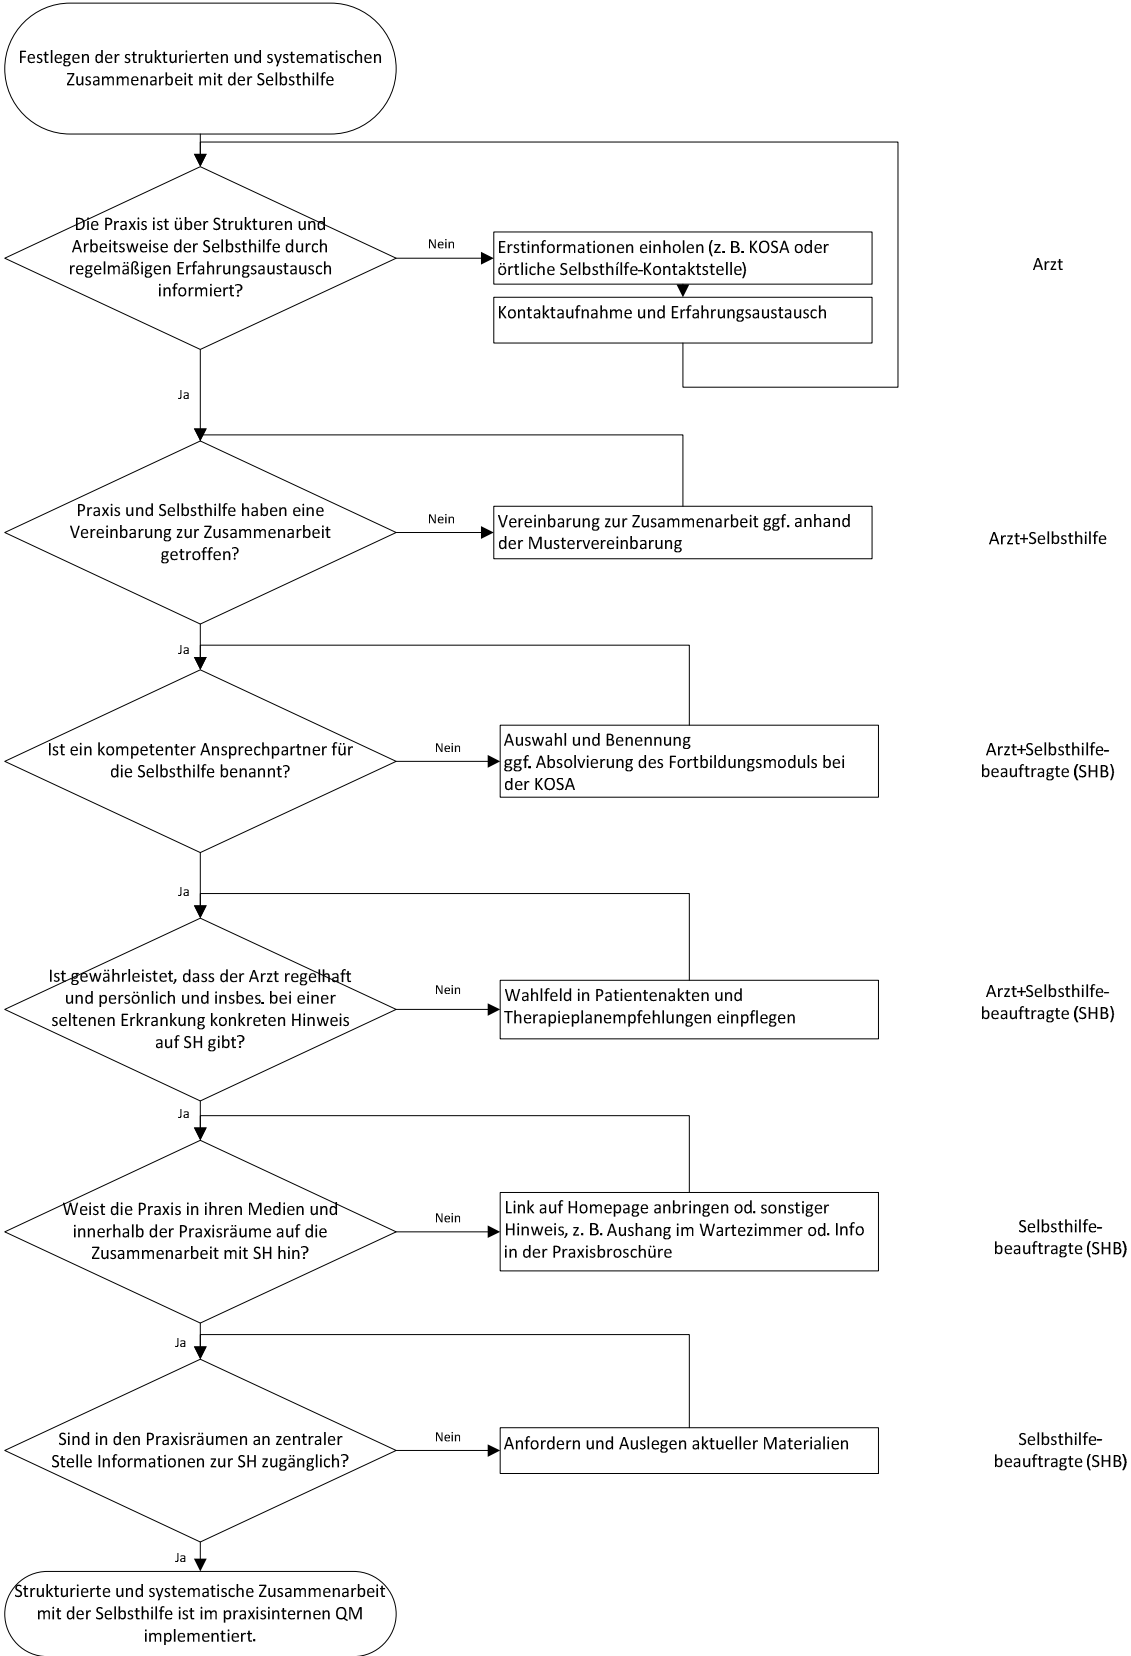 Festlegen der strukturierten und systematischen
Zusammenarbeit mit der Selbsthilfe
Die Praxis ist über Strukturen und
Arbeitsweise der Selbsthilfe durch
regelmäßigen Erfahrungsaustausch
informiert?
Nein
Erstinformationen einholen (z. B. KOSA oder
örtliche Selbsthilfe-Kontaktstelle)
Kontaktaufnahme und Erfahrungsaustausch
Arzt
Ja
Praxis und Selbsthilfe haben eine
Vereinbarung zur Zusammenarbeit
getroffen?
Nein
Vereinbarung zur Zusammenarbeit ggf. anhand
der Mustervereinbarung
Arzt+Selbsthilfe
Ja
Ist ein kompetenter Ansprechpartner für
die Selbsthilfe benannt?
Nein
Auswahl und Benennung
ggf. Absolvierung des Fortbildungsmoduls bei
der KOSA
Arzt+Selbsthilfe-
beauftragte (SHB)
Ja
Ist gewährleistet, dass der Arzt regelhaft
und persönlich und insbes. bei einer
seltenen Erkrankung konkreten Hinweis
auf SH gibt?
Nein
Wahlfeld in Patientenakten und
Therapieplanempfehlungen einpflegen
Arzt+Selbsthilfe-
beauftragte (SHB)
Ja
Weist die Praxis in ihren Medien und
innerhalb der Praxisräume auf die
Zusammenarbeit mit SH hin?
Nein
Link auf Homepage anbringen od. sonstiger
Hinweis, z. B. Aushang im Wartezimmer od. Info
in der Praxisbroschüre
Selbsthilfe-
beauftragte (SHB)
Ja
Sind in den Praxisräumen an zentraler
Stelle Informationen zur SH zugänglich?
Nein
Anfordern und Auslegen aktueller Materialien
Selbsthilfe-
beauftragte (SHB)
Ja
Strukturierte und systematische Zusammenarbeit
mit der Selbsthilfe ist im praxisinternen QM
implementiert.